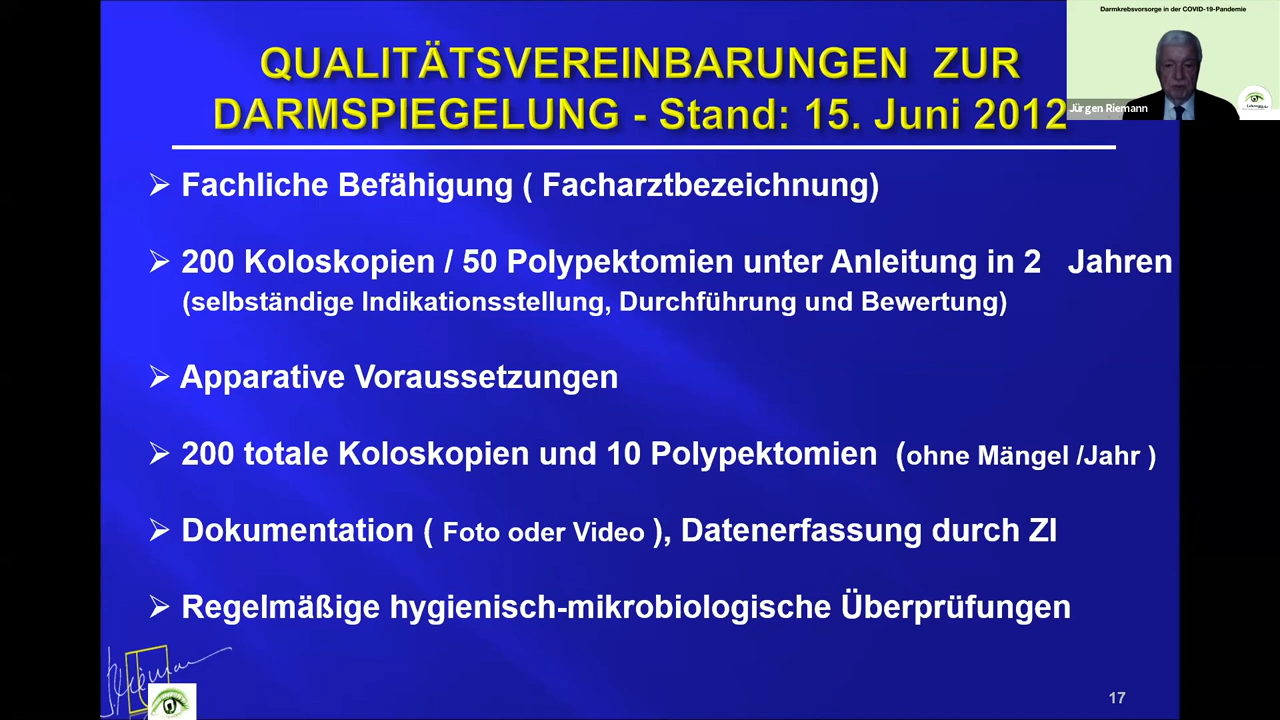 Darmkrebsvorsorge in der COVID-19-Pandemie
QUALITÄTSVEREINBARUNGEN ZUR
DARMSPIEGELUNG - Stand: 15. Juni 2012
Jürgen Riemann
Fachliche Befähigung ( Facharztbezeichnung)
200 Koloskopien / 50 Polypektomien unter Anleitung in 2 Jahren
(selbständige Indikationsstellung, Durchführung und Bewertung)
Apparative Voraussetzungen
200 totale Koloskopien und 10 Polypektomien (ohne Mängel /Jahr )
Dokumentation ( Foto oder Video ), Datenerfassung durch ZI
Regelmäßige hygienisch-mikrobiologische Überprüfungen
17